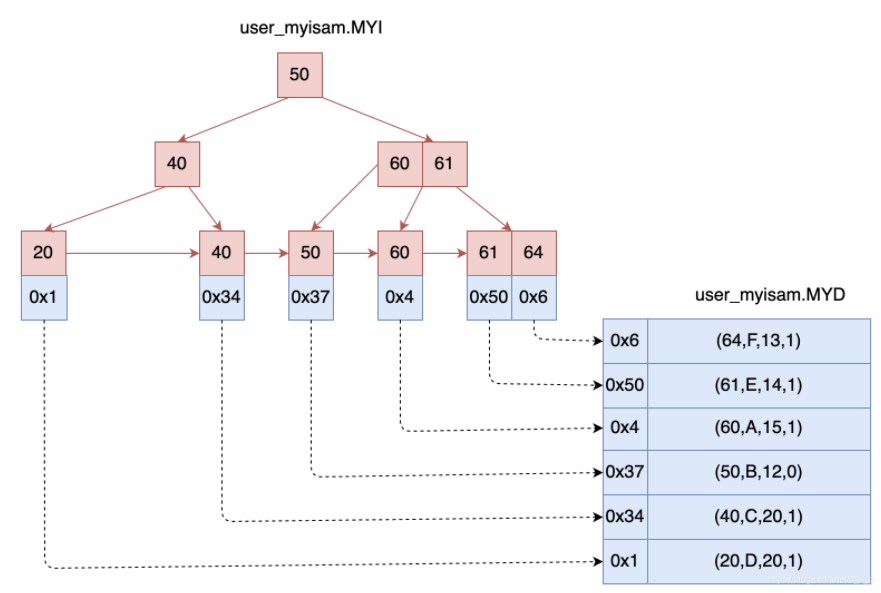 user_myisam.MYI
50
40
60 61
20 40 50 60 61 64
0x1 0x34 0x37 0x4 0x50 0x6
user_myisam.MYD
0x6 (64,F,13,1)
0x50 (61,E,14,1)
0x4 (60,A,15,1)
0x37 (50,B,12,0)
0x34 (40,C,20,1)
0x1 (20,D,20,1)